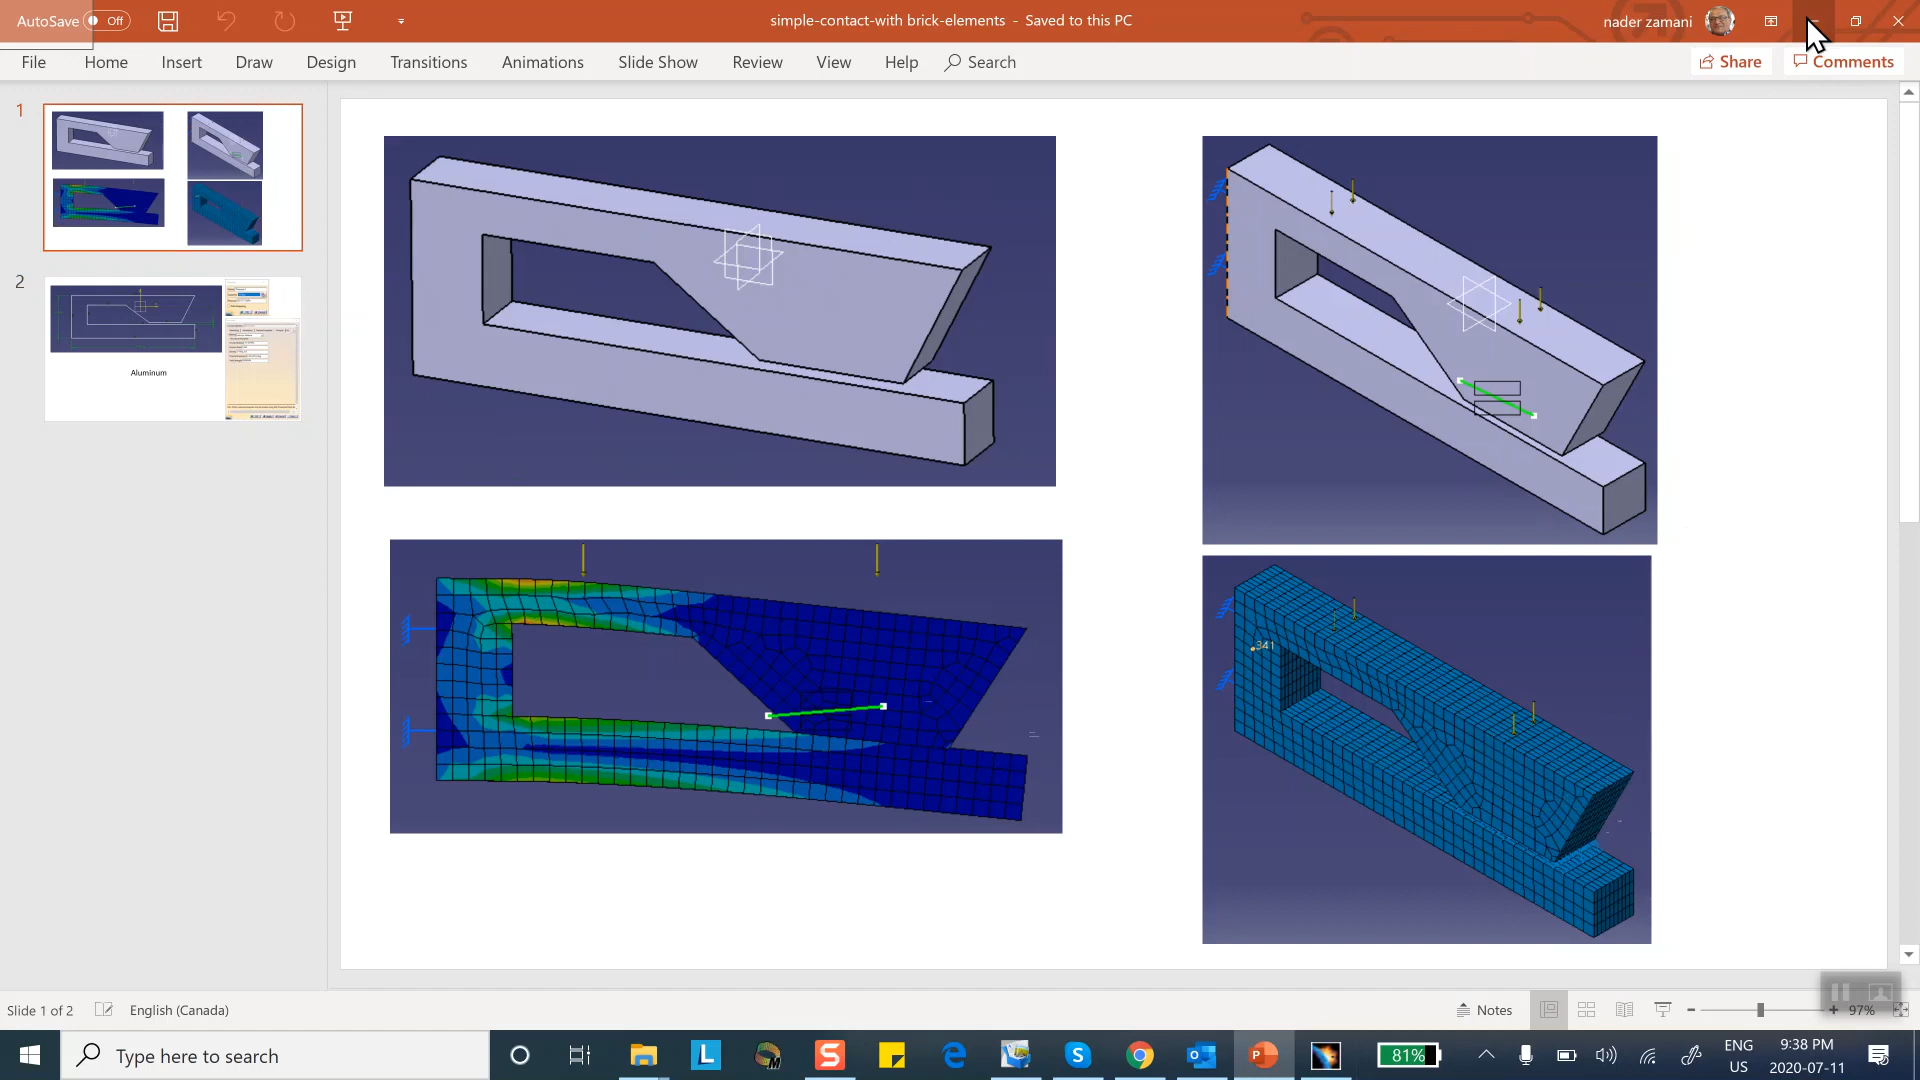 AutoSave Off
simple-contact-with brick-elements - Saved to this PC
nader zamani
File Home Insert Draw Design Transitions Animations Slide Show Review View Help Search
Share Comments
1
2
Aluminum
341
Slide 1 of 2 English (Canada)
Notes
97%
Type here to search
81%
ENG
US
9:38 PM
2020-07-11